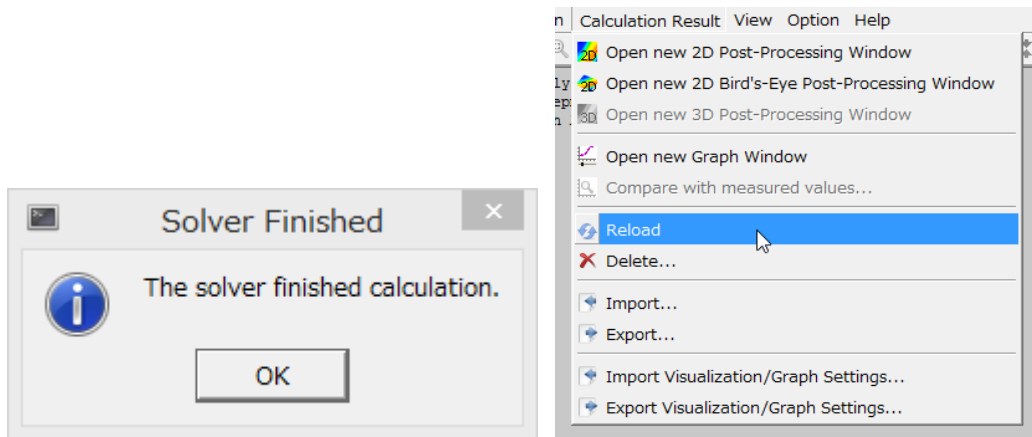 Solver Finished
The solver finished calculation.
OK
Calculation Result View Option Help
Open new 2D Post-Processing Window
Open new 2D Bird's-Eye Post-Processing Window
Open new 3D Post-Processing Window
Open new Graph Window
Compare with measured values...
Reload
Delete...
Import...
Export...
Import Visualization/Graph Settings...
Export Visualization/Graph Settings...